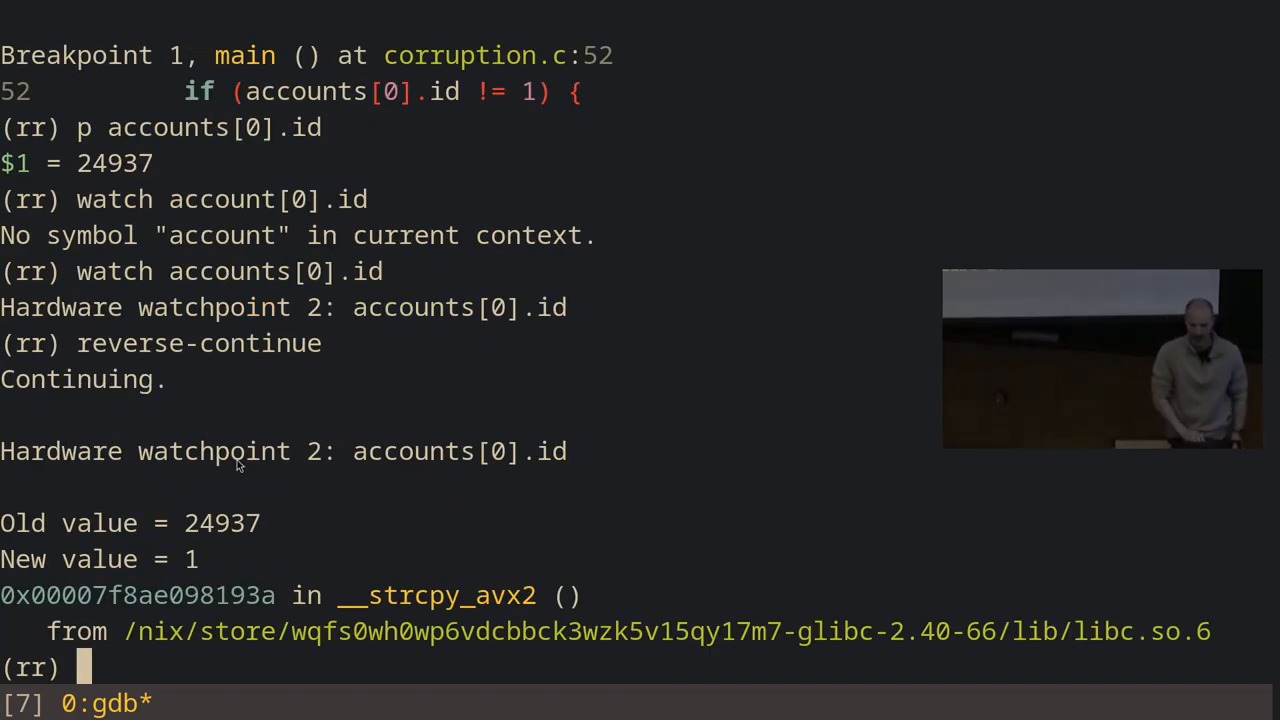 Breakpoint 1, main () at corruption.c:52
52          if (accounts[0].id != 1) {
(rr) p accounts[0].id
$1 = 24937
(rr) watch account[0].id
No symbol "account" in current context.
(rr) watch accounts[0].id
Hardware watchpoint 2: accounts[0].id
(rr) reverse-continue
Continuing.
Hardware watchpoint 2: accounts[0].id
Old value = 24937
New value = 1
0x00007f8ae098193a in __strcpy_avx2 ()
   from /nix/store/wqfs0wh0wp6vdcbbck3wzk5v15qy17m7-glibc-2.40-66/lib/libc.so.6
(rr)
[7] 0:gdb*